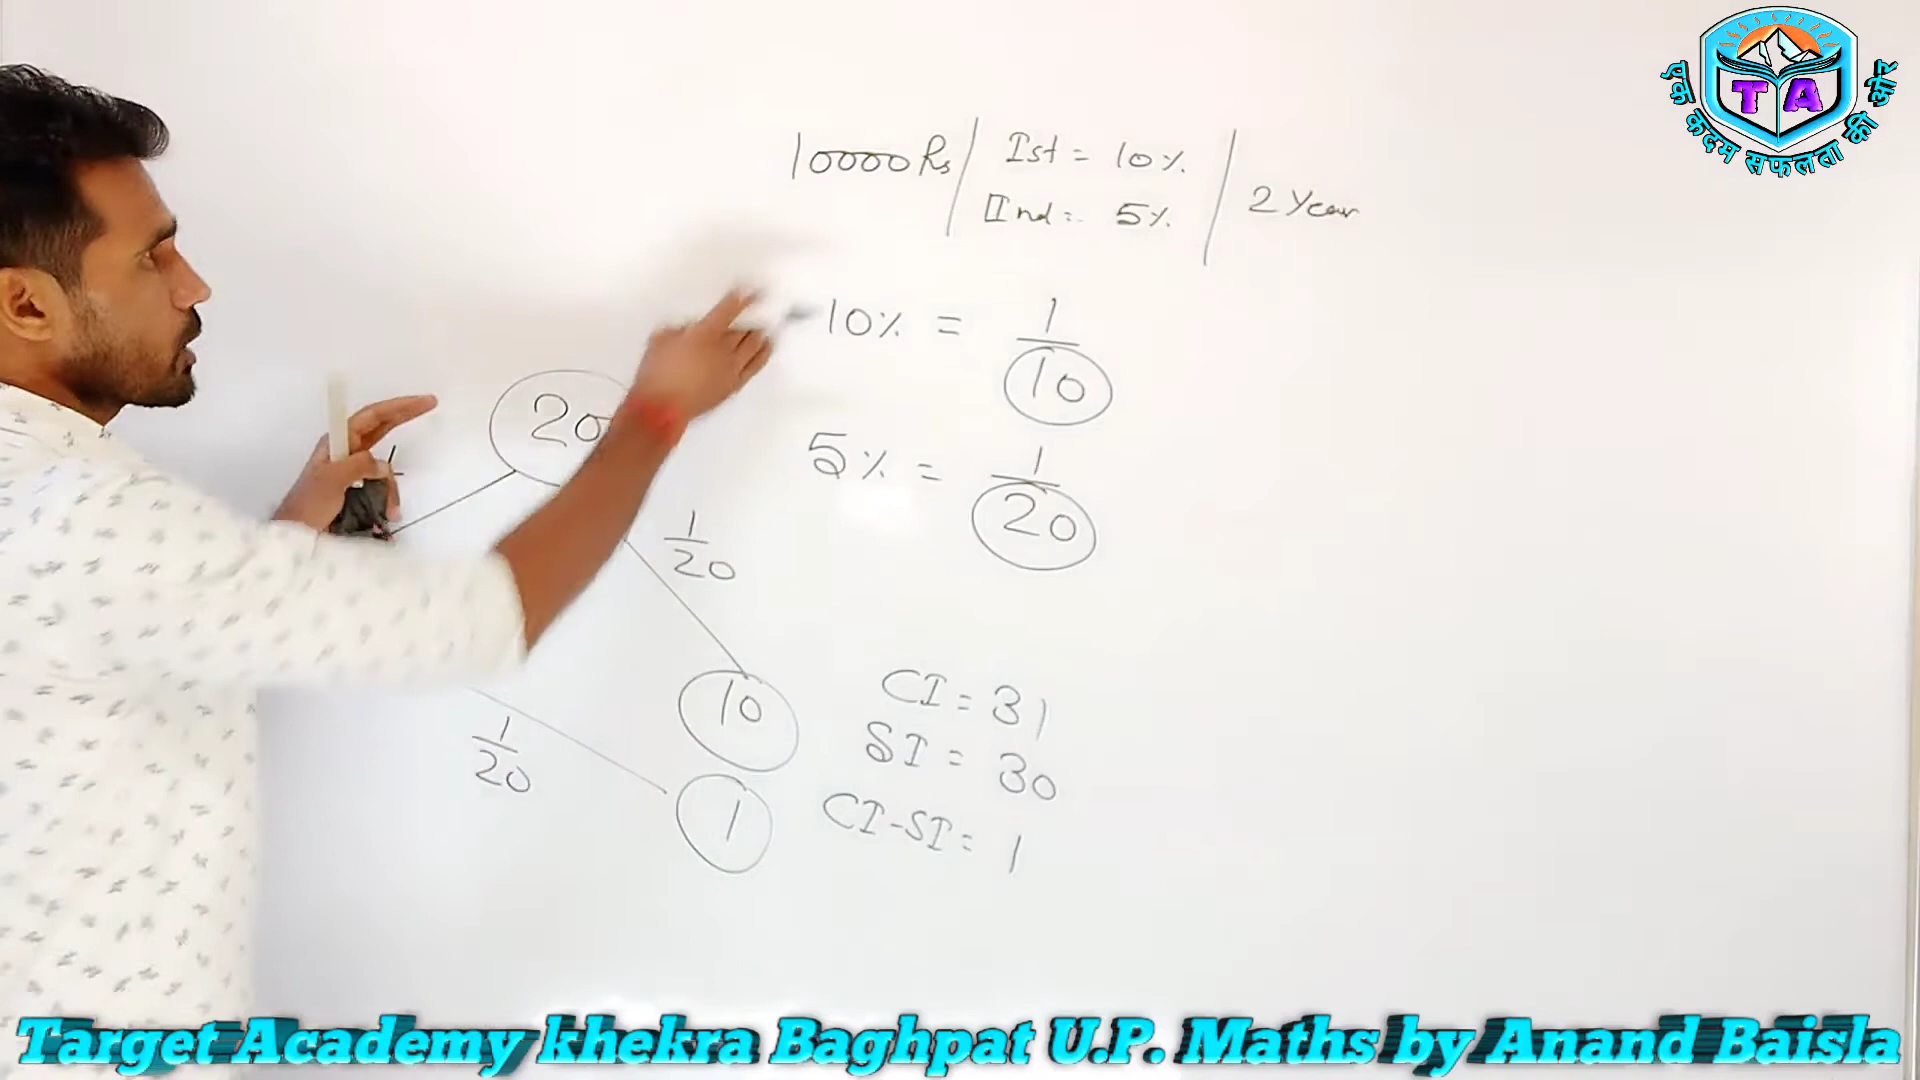 10000 Rs | Ist = 10% | 2 Year
IInd = 5%
10% = 1/10
5% = 1/20
20
1/20
10
1/20
1
CI = 31
SI = 30
CI-SI = 1
TA
एक कदम सफलता की ओर
Target Academy khekra Baghpat U.P. Maths by Anand Baisla